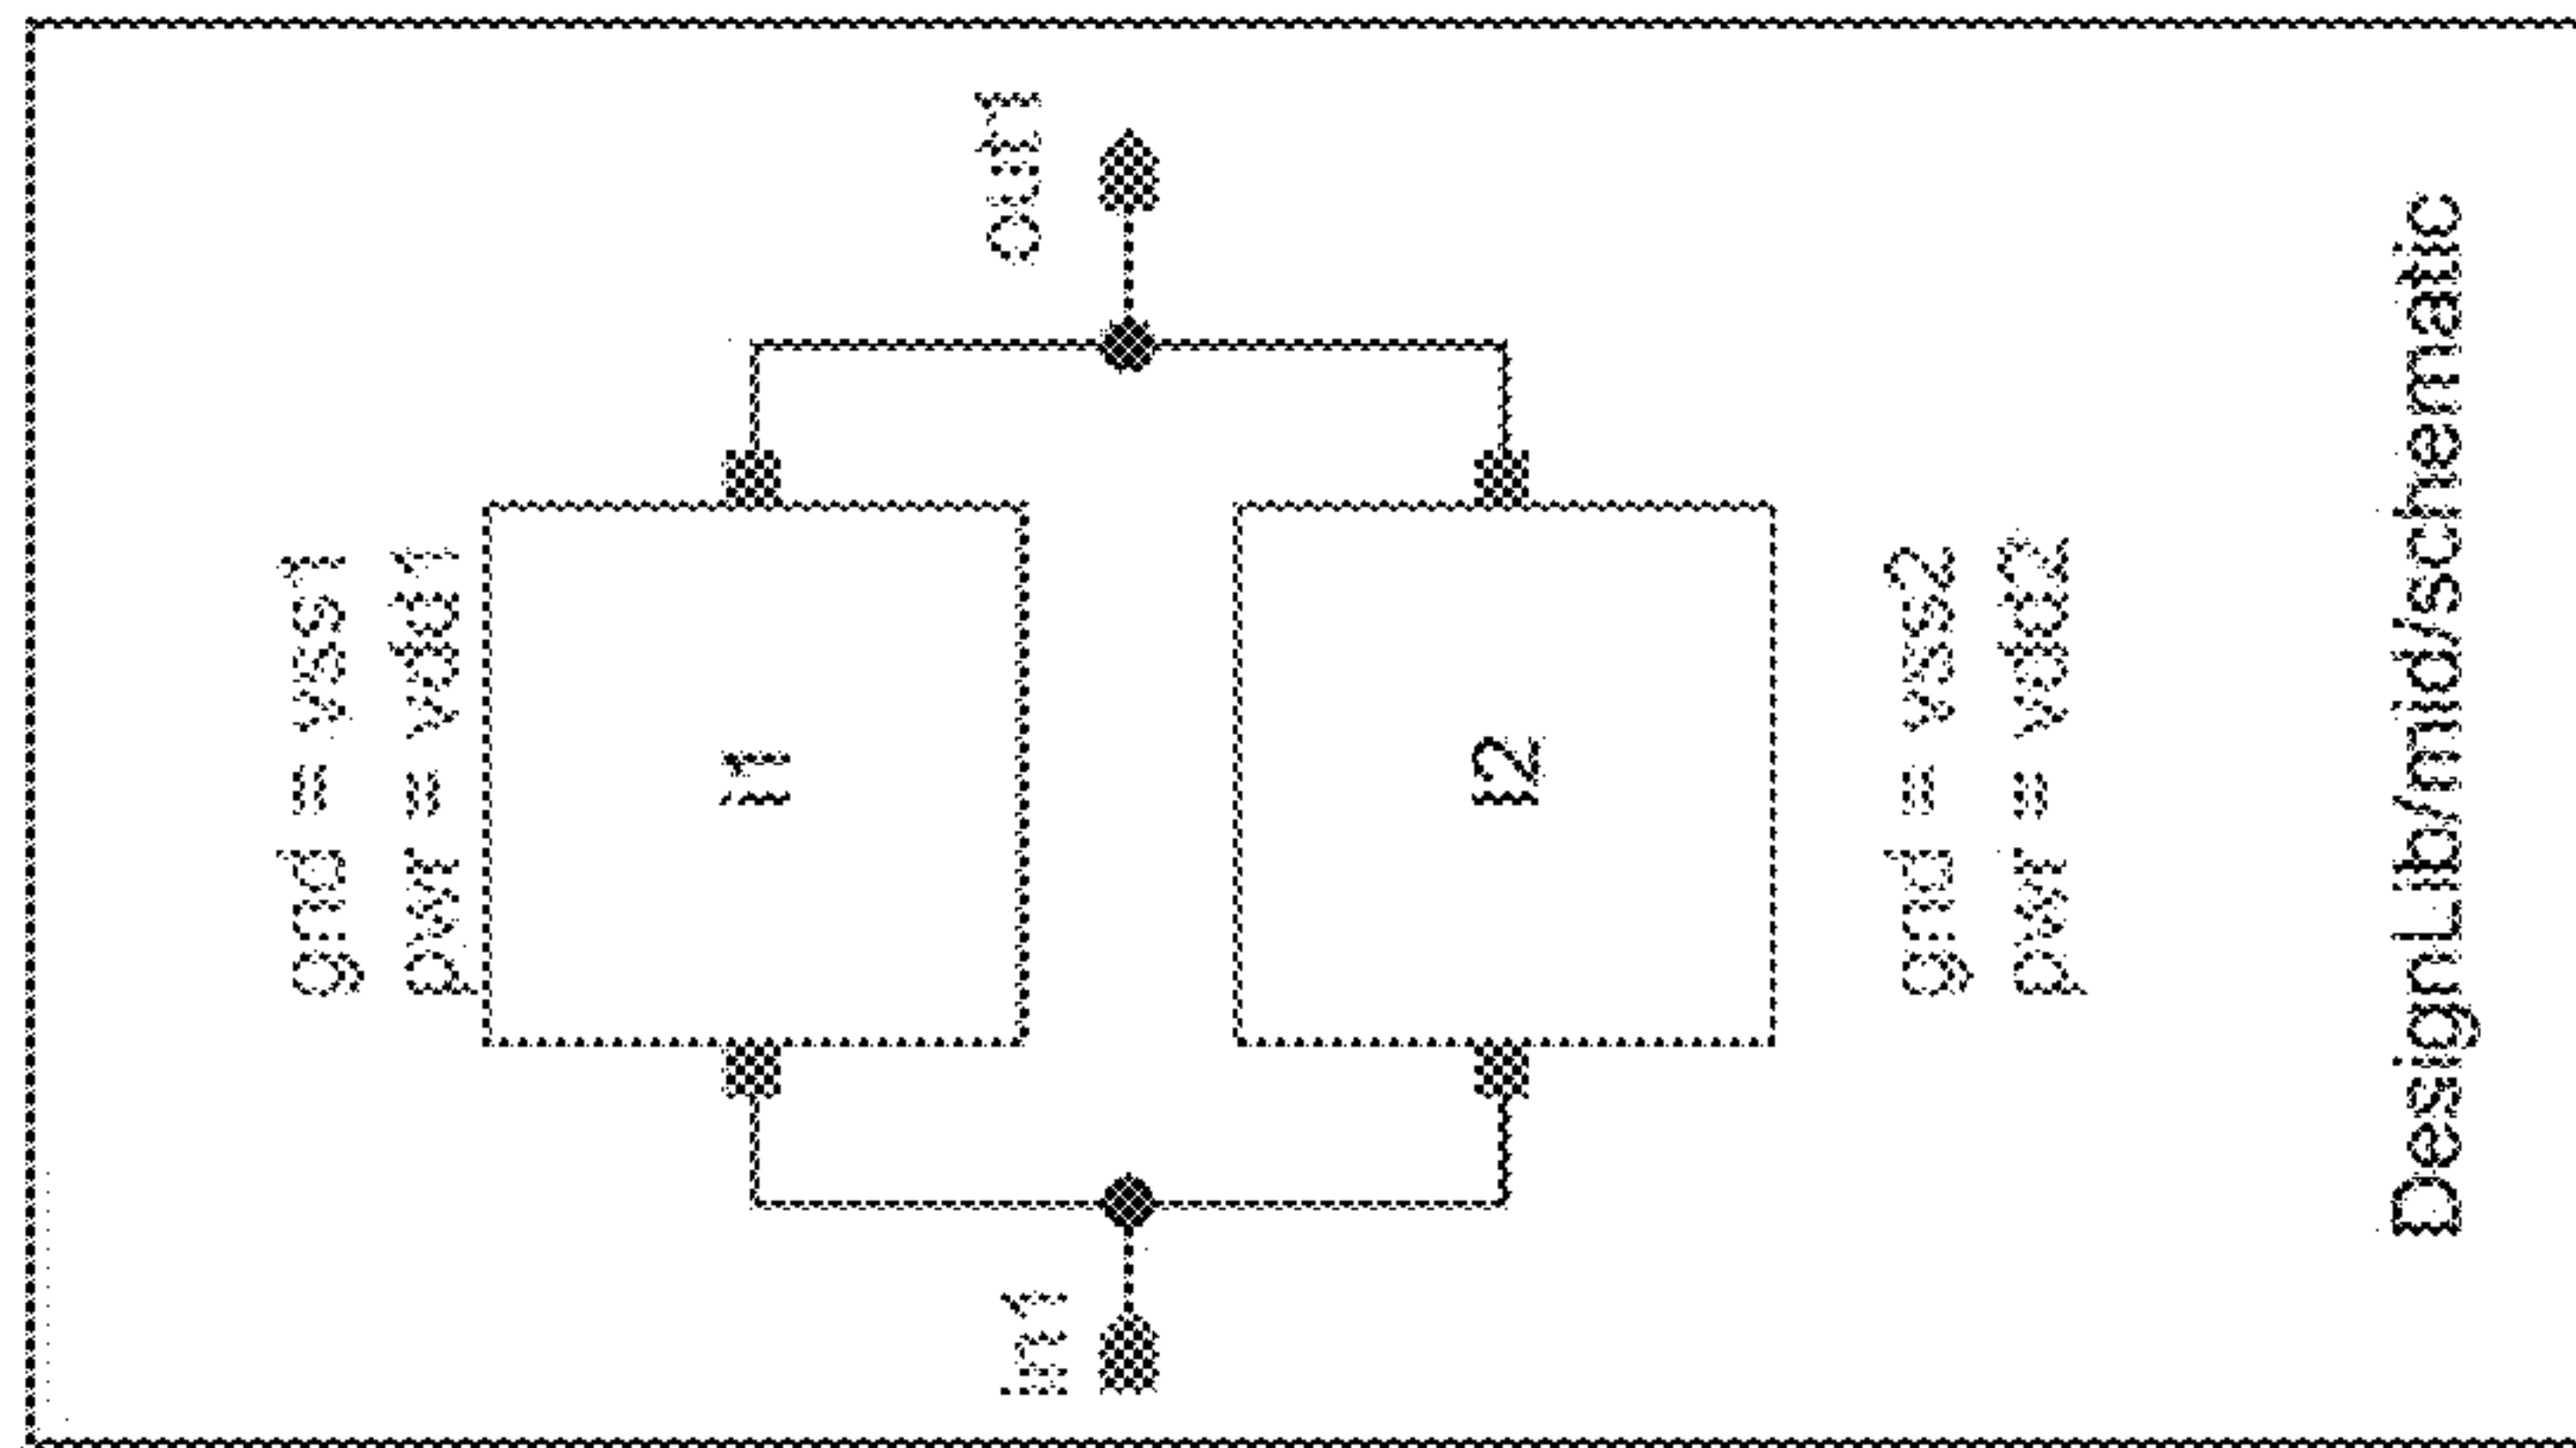 gnd = vss1
pwr = vdd1
I1
in1
out1
I2
gnd = vss2
pwr = vdd2
DesignLib/mid/schematic